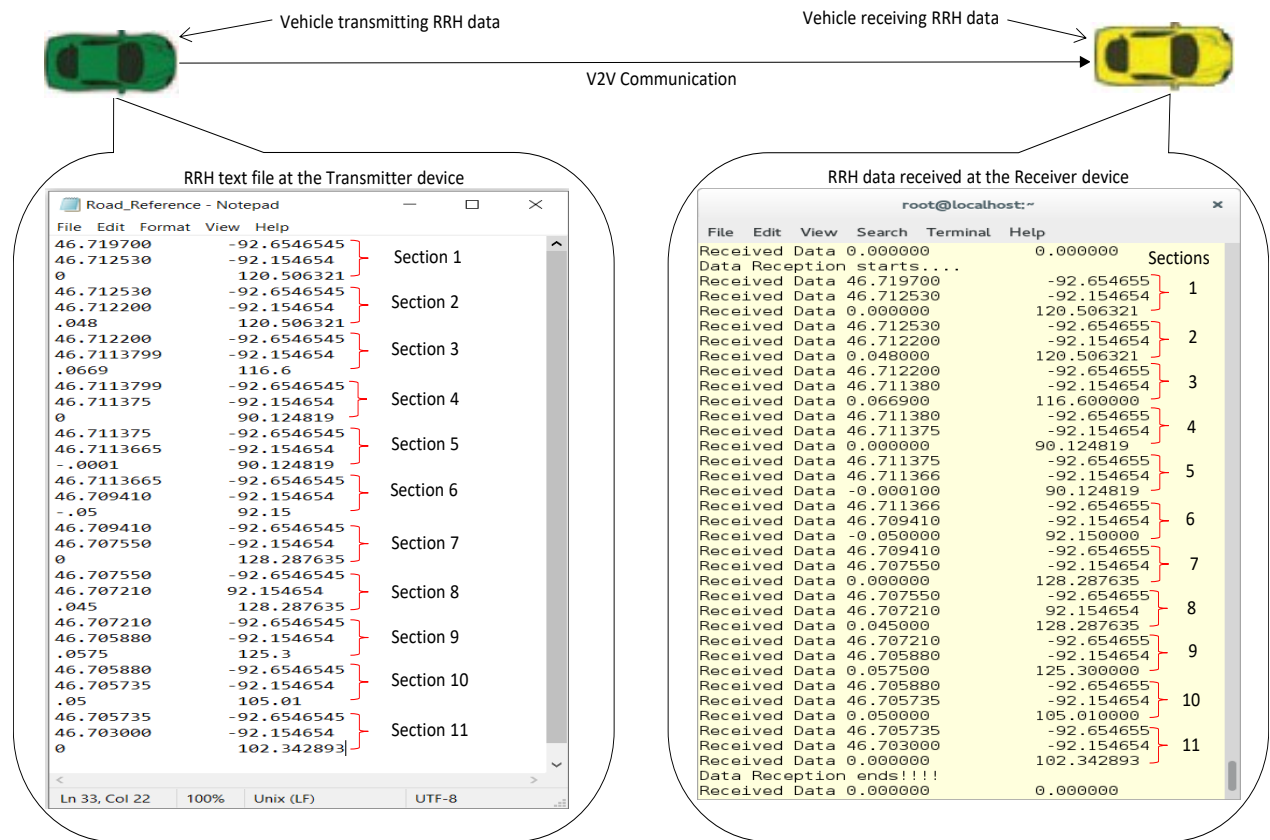 Vehicle transmitting RRH data
Vehicle receiving RRH data
V2V Communication
RRH text file at the Transmitter device
Road_Reference - Notepad
File Edit Format View Help
46.719700 -92.6546545
46.712530 -92.154654
0 120.506321
Section 1
46.712530 -92.6546545
46.712200 -92.154654
.048 120.506321
Section 2
46.712200 -92.6546545
46.7113799 -92.154654
.0669 116.6
Section 3
46.7113799 -92.6546545
46.711375 -92.154654
0 90.124819
Section 4
46.711375 -92.6546545
46.7113665 -92.154654
-.0001 90.124819
Section 5
46.7113665 -92.6546545
46.709410 -92.154654
-.05 92.15
Section 6
46.709410 -92.6546545
46.707550 -92.154654
0 128.287635
Section 7
46.707550 -92.6546545
46.707210 92.154654
.045 128.287635
Section 8
46.707210 -92.6546545
46.705880 -92.154654
.0575 125.3
Section 9
46.705880 -92.6546545
46.705735 -92.154654
.05 105.01
Section 10
46.705735 -92.6546545
46.703000 -92.154654
0 102.342893
Section 11
Ln 33, Col 22 100% Unix (LF) UTF-8
RRH data received at the Receiver device
root@localhost:~ ×
File Edit View Search Terminal Help
Received Data 0.000000 0.000000
Sections
Data Reception starts....
Received Data 46.719700 -92.654655
Received Data 46.712530 -92.154654
Received Data 0.000000 120.506321
1
Received Data 46.712530 -92.654655
Received Data 46.712200 -92.154654
Received Data 0.048000 120.506321
2
Received Data 46.712200 -92.654655
Received Data 46.711380 -92.154654
Received Data 0.066900 116.600000
3
Received Data 46.711380 -92.654655
Received Data 46.711375 -92.154654
Received Data 0.000000 90.124819
4
Received Data 46.711375 -92.654655
Received Data 46.711366 -92.154654
Received Data -0.000100 90.124819
5
Received Data 46.711366 -92.654655
Received Data 46.709410 -92.154654
Received Data -0.050000 92.150000
6
Received Data 46.709410 -92.654655
Received Data 46.707550 -92.154654
Received Data 0.000000 128.287635
7
Received Data 46.707550 -92.654655
Received Data 46.707210 92.154654
Received Data 0.045000 128.287635
8
Received Data 46.707210 -92.654655
Received Data 46.705880 -92.154654
Received Data 0.057500 125.300000
9
Received Data 46.705880 -92.654655
Received Data 46.705735 -92.154654
Received Data 0.050000 105.010000
10
Received Data 46.705735 -92.654655
Received Data 46.703000 -92.154654
Received Data 0.000000 102.342893
11
Data Reception ends!!!!
Received Data 0.000000 0.000000